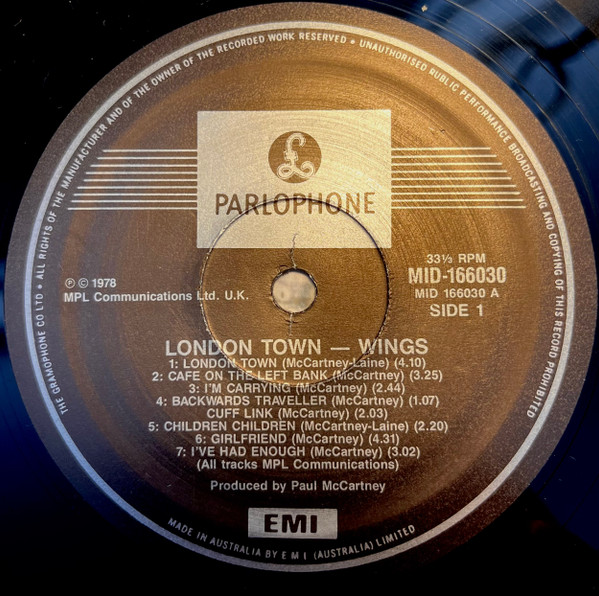 THE GRAMOPHONE CO LTD • ALL RIGHTS OF THE MANUFACTURER AND OF THE OWNER OF THE RECORDED WORK RESERVED • UNAUTHORISED PUBLIC PERFORMANCE BROADCASTING AND COPYING OF THIS RECORD PROHIBITED
£
PARLOPHONE
℗ © 1978
MPL Communications Ltd. U.K.
33⅓ RPM
MID-166030
MID 166030 A
SIDE 1
LONDON TOWN — WINGS
1: LONDON TOWN (McCartney-Laine) (4.10)
2: CAFE ON THE LEFT BANK (McCartney) (3.25)
3: I'M CARRYING (McCartney) (2.44)
4: BACKWARDS TRAVELLER (McCartney) (1.07)
CUFF LINK (McCartney) (2.03)
5: CHILDREN CHILDREN (McCartney-Laine) (2.20)
6: GIRLFRIEND (McCartney) (4.31)
7: I'VE HAD ENOUGH (McCartney) (3.02)
(All tracks MPL Communications)
Produced by Paul McCartney
EMI
MADE IN AUSTRALIA BY E M I (AUSTRALIA) LIMITED